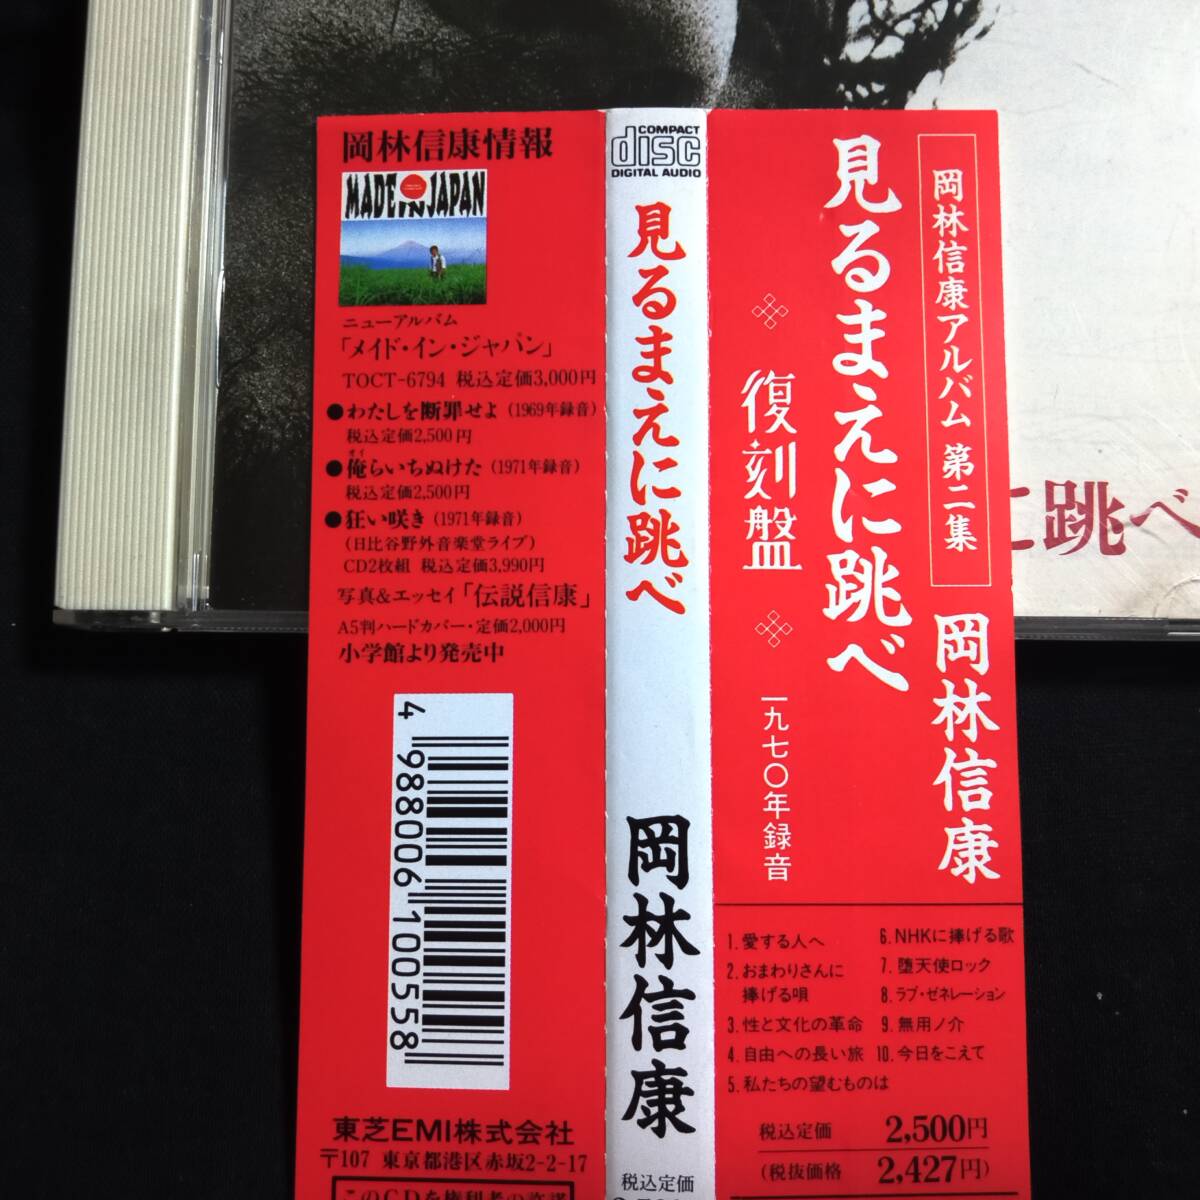 岡林信康情報
MADE IN JAPAN
ニューアルバム
「メイド・イン・ジャパン」
TOCT-6794 税込定価3,000円
●わたしを断罪せよ（1969年録音）
税込定価2,500円
オイ
●俺らいちぬけた（1971年録音）
税込定価2,500円
●狂い咲き（1971年録音）
（日比谷野外音楽堂ライブ）
CD2枚組 税込定価3,990円
写真&エッセイ「伝説信康」
A5判ハードカバー・定価2,000円
小学館より発売中
4 988006 100558
東芝EMI株式会社
〒107 東京都港区赤坂2-2-17
このCDを権利者の許諾
COMPACT
disc
DIGITAL AUDIO
見るまえに跳べ
岡林信康
税込定価
岡林信康アルバム 第二集
岡林信康
見るまえに跳べ
復刻盤
一九七〇年録音
1.愛する人へ
2.おまわりさんに
捧げる唄
3.性と文化の革命
4.自由への長い旅
5.私たちの望むものは
6.NHKに捧げる歌
7.堕天使ロック
8.ラブ・ゼネレーション
9.無用ノ介
10.今日をこえて
税込定価 2,500円
（税抜価格 2,427円）
に跳べ